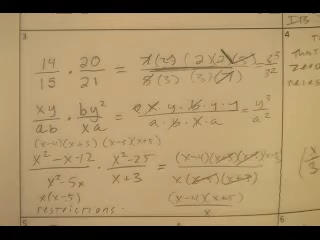 3
4
14/15 · 20/21 = 7(2)(2)(2)(5)/5(3)(3)(7) = 2^3/3^2
xy/ab · by^2/xa = x y · b · y · y/a · b · x · a = y^3/a^2
(x-4)(x+3) (x-5)(x+5)
x^2-x-12/x^2-5x · x^2-25/x+3 = (x-4)(x+3)(x-5)(x+5)/x(x-5)(x+3)
x(x-5)
(x-4)(x+5)/x
restrictions.
5
6